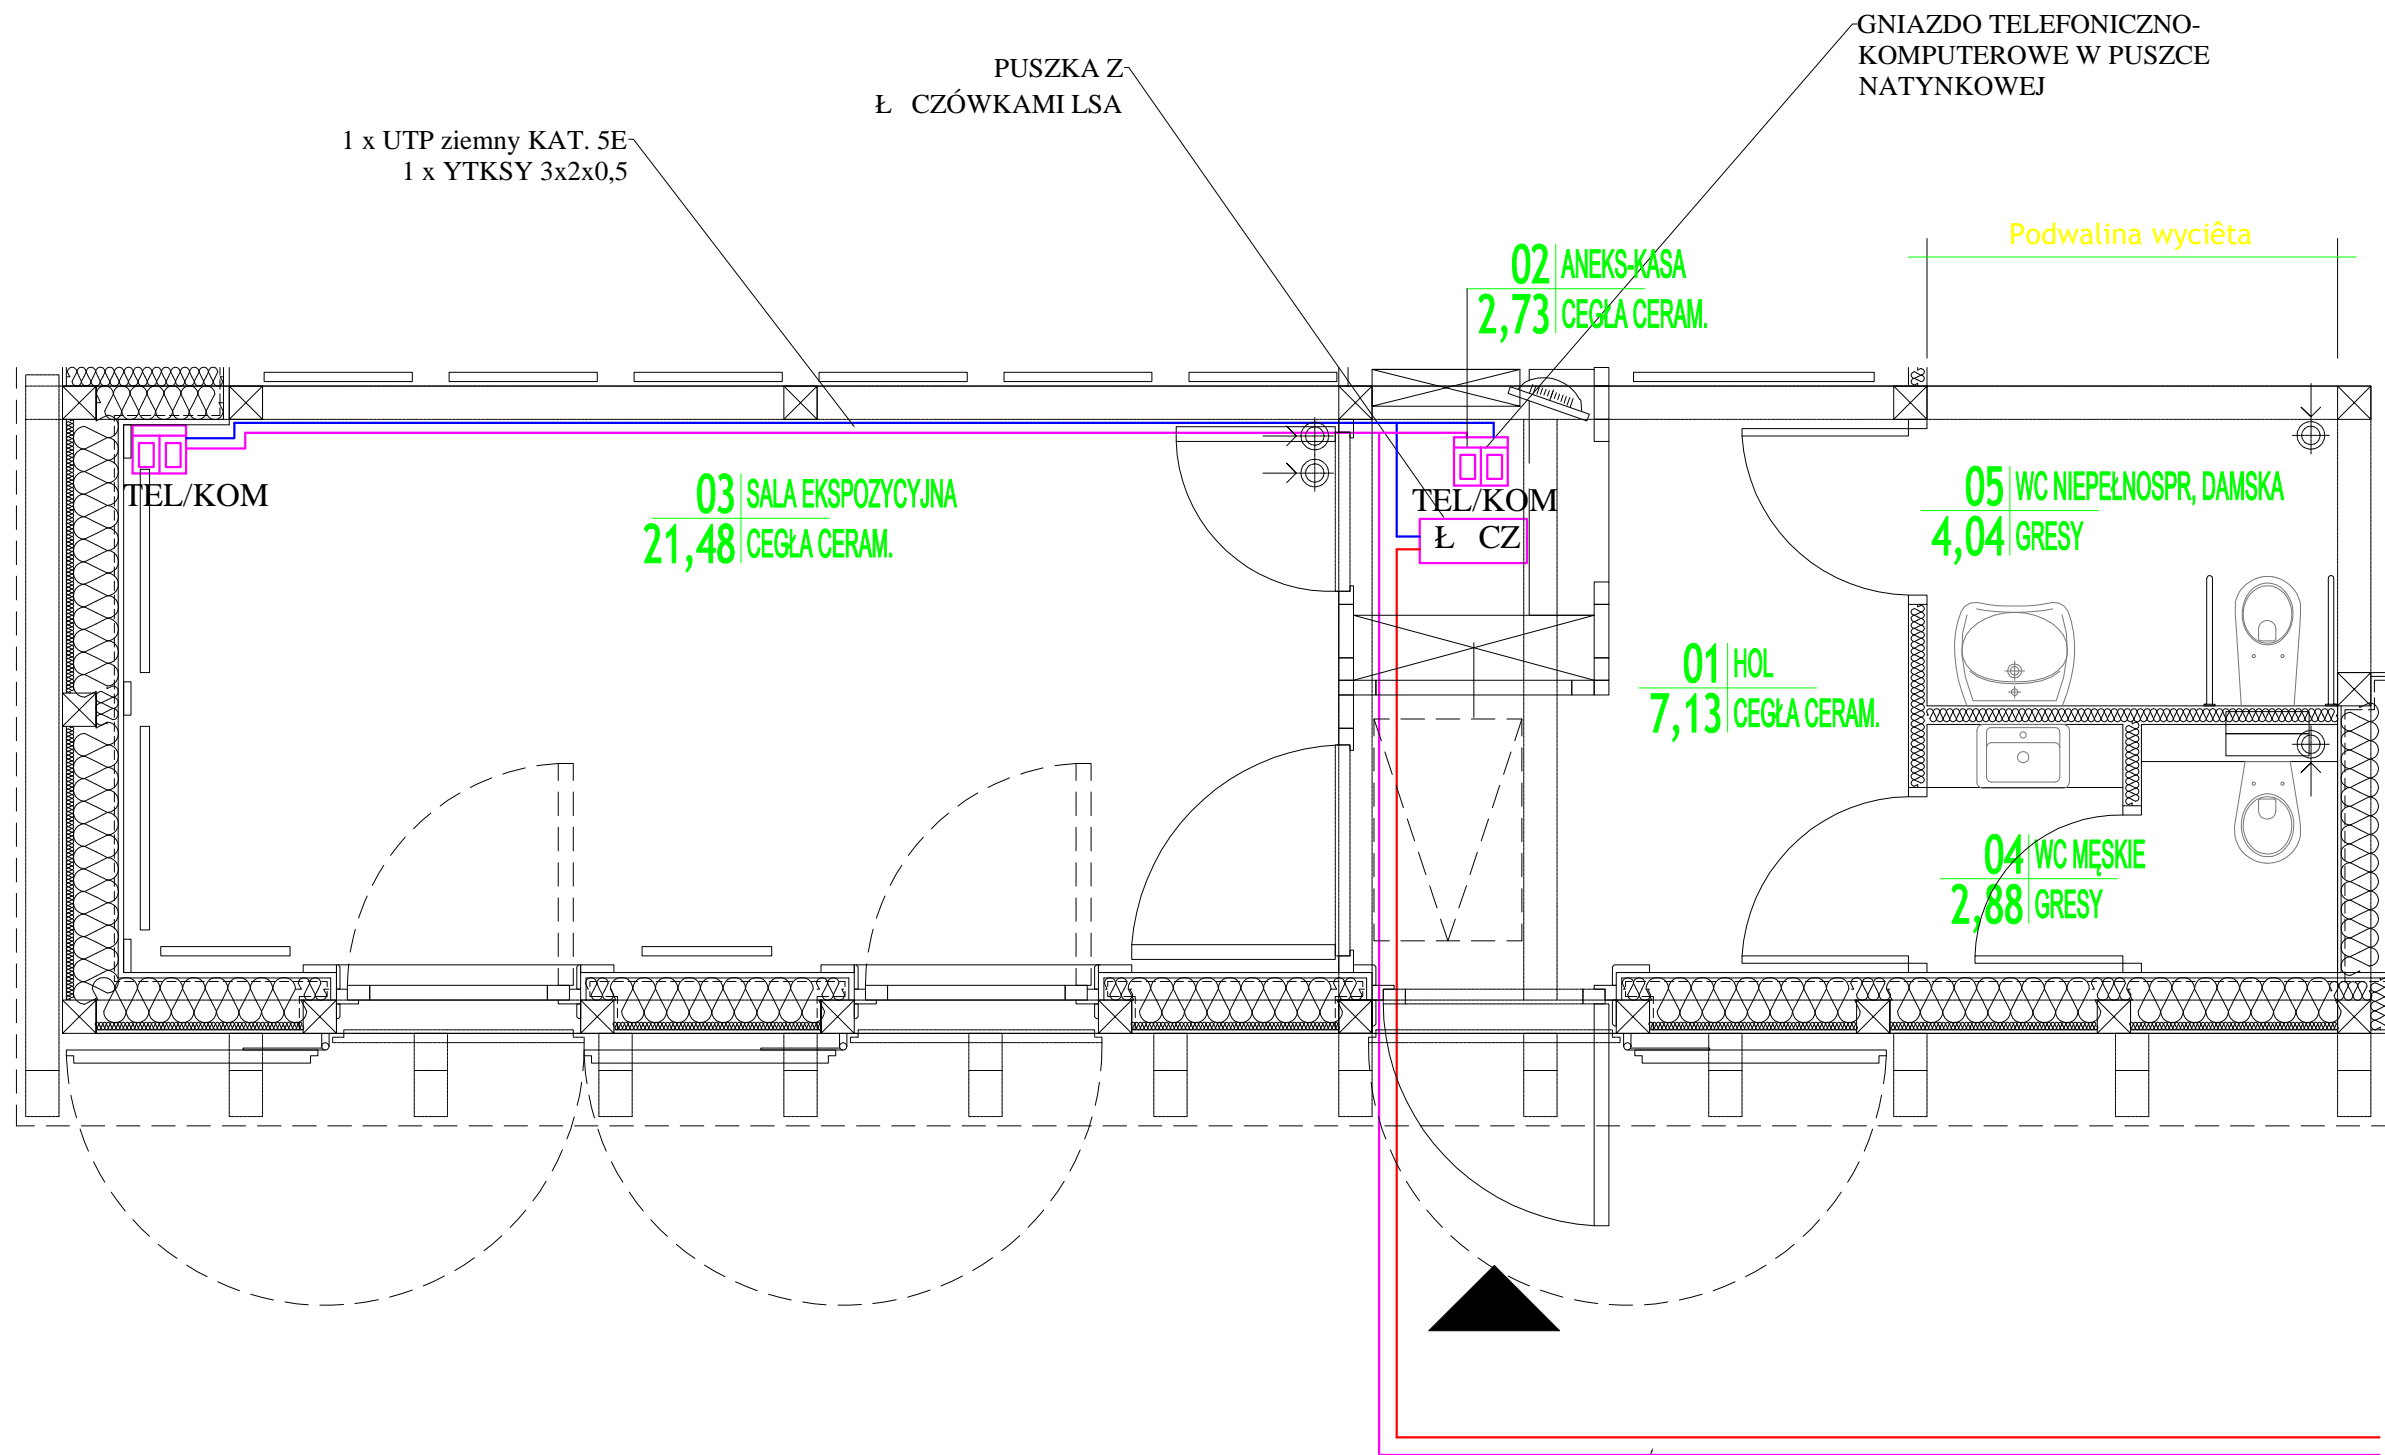 GNIAZDO TELEFONICZNO-
KOMPUTEROWE W PUSZCE
NATYNKOWEJ
PUSZKA Z
Ł CZÓWKAMI LSA
1 x UTP ziemny KAT. 5E
1 x YTKSY 3x2x0,5
Podwalina wyciêta
02 ANEKS-KASA
2,73 CEGŁA CERAM.
TEL/KOM
03 SALA EKSPOZYCYJNA
21,48 CEGŁA CERAM.
TEL/KOM
Ł CZ
05 WC NIEPEŁNOSPR, DAMSKA
4,04 GRESY
01 HOL
7,13 CEGŁA CERAM.
04 WC MĘSKIE
2,88 GRESY